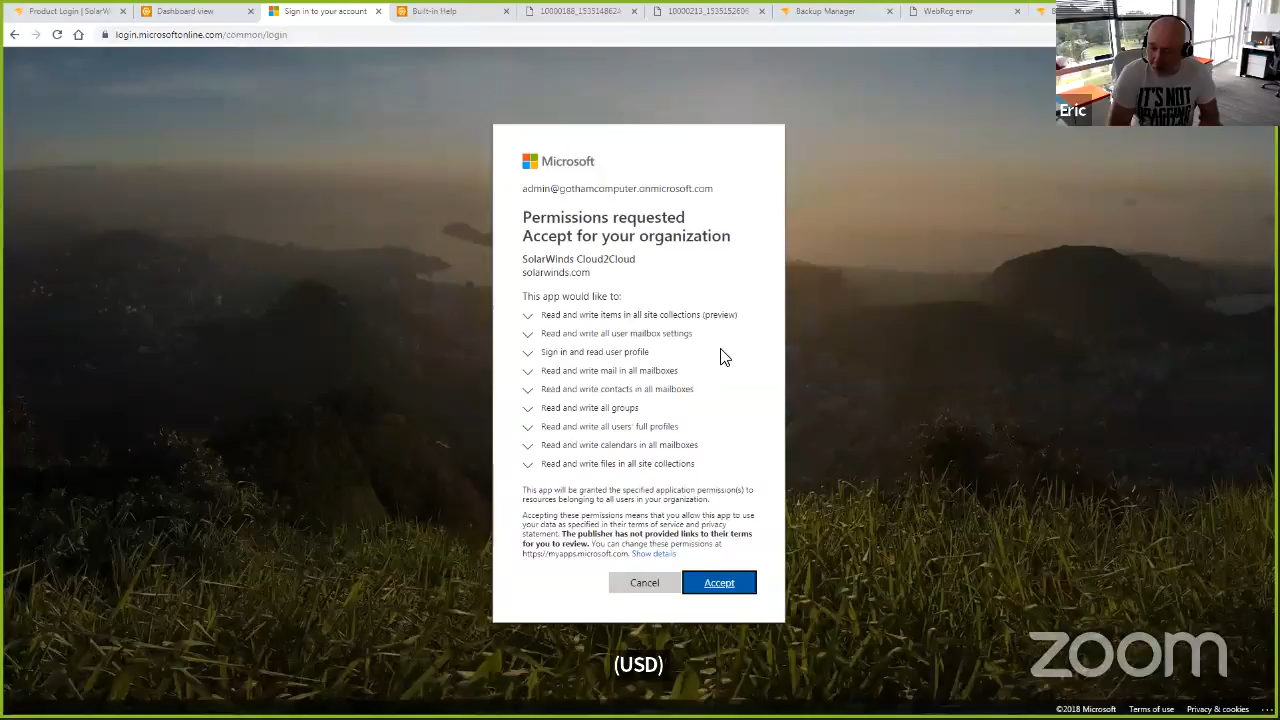 Product Login | SolarWi
Dashboard view
Sign in to your account
Built-in Help
10000188_1535148624
10000213_1535152606
Backup Manager
WebRcg error
login.microsoftonline.com/common/login
IT'S NOT
Eric
Microsoft
admin@gothamcomputer.onmicrosoft.com
Permissions requested
Accept for your organization
SolarWinds Cloud2Cloud
solarwinds.com
This app would like to:
Read and write items in all site collections (preview)
Read and write all user mailbox settings
Sign in and read user profile
Read and write mail in all mailboxes
Read and write contacts in all mailboxes
Read and write all groups
Read and write all users' full profiles
Read and write calendars in all mailboxes
Read and write files in all site collections
This app will be granted the specified application permission(s) to
resources belonging to all users in your organization.
Accepting these permissions means that you allow this app to use
your data as specified in their terms of service and privacy
statement. The publisher has not provided links to their terms
for you to review. You can change these permissions at
https://myapps.microsoft.com. Show details
Cancel
Accept
zoom
(USD)
©2018 Microsoft Terms of use Privacy & cookies ...